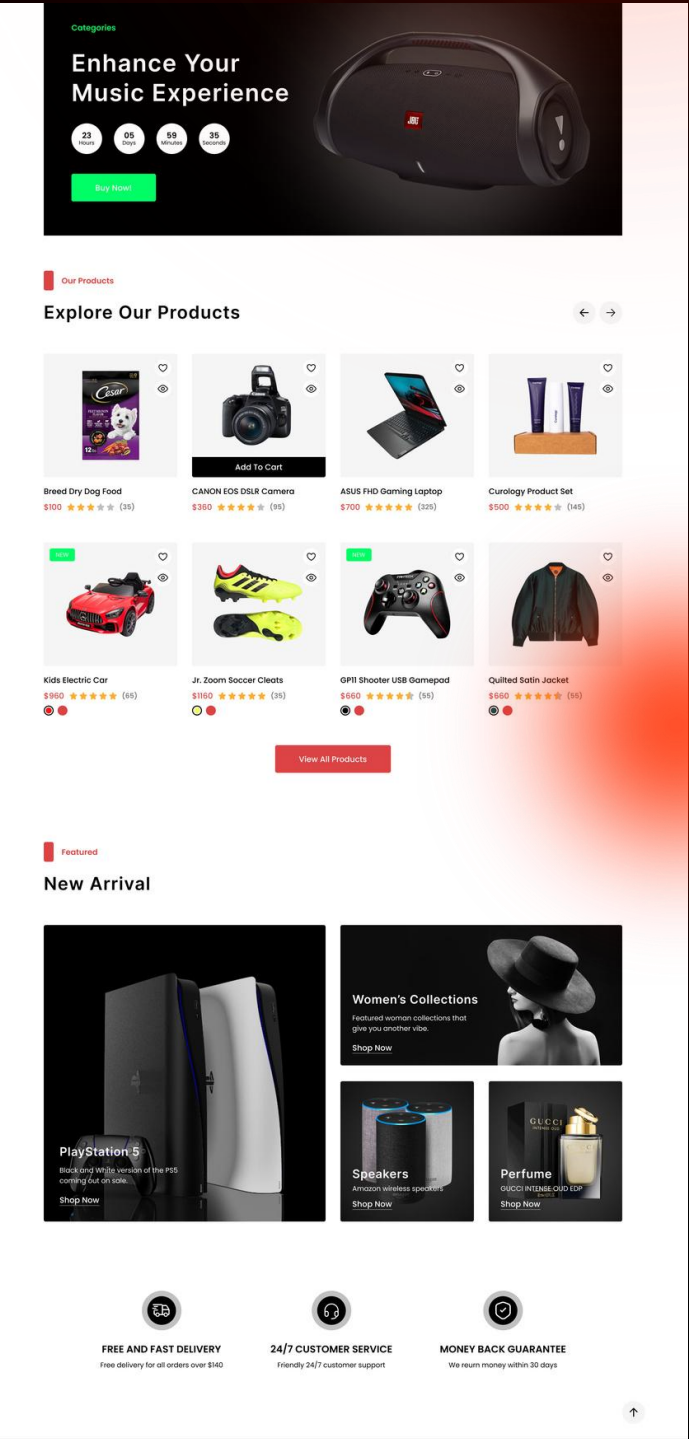 Categories
Enhance Your
Music Experience
23
Hours
05
Days
59
Minutes
35
Seconds
Buy Now!
JBL
Our Products
Explore Our Products
Cesar
12
Add To Cart
Breed Dry Dog Food
$100 (35)
CANON EOS DSLR Camera
$360 (95)
ASUS FHD Gaming Laptop
$700 (325)
Curology Product Set
$500 (145)
NEW
NEW
Kids Electric Car
$960 (65)
Jr. Zoom Soccer Cleats
$1160 (35)
GP11 Shooter USB Gamepad
$660 (55)
Quilted Satin Jacket
$660 (55)
View All Products
Featured
New Arrival
PlayStation 5
Black and White version of the PS5
coming out on sale.
Shop Now
Women's Collections
Featured woman collections that
give you another vibe.
Shop Now
Speakers
Amazon wireless speakers
Shop Now
GUCCI
Perfume
GUCCI INTENSE OUD EDP
Shop Now
FREE AND FAST DELIVERY
Free delivery for all orders over $140
24/7 CUSTOMER SERVICE
Friendly 24/7 customer support
MONEY BACK GUARANTEE
We reurn money within 30 days